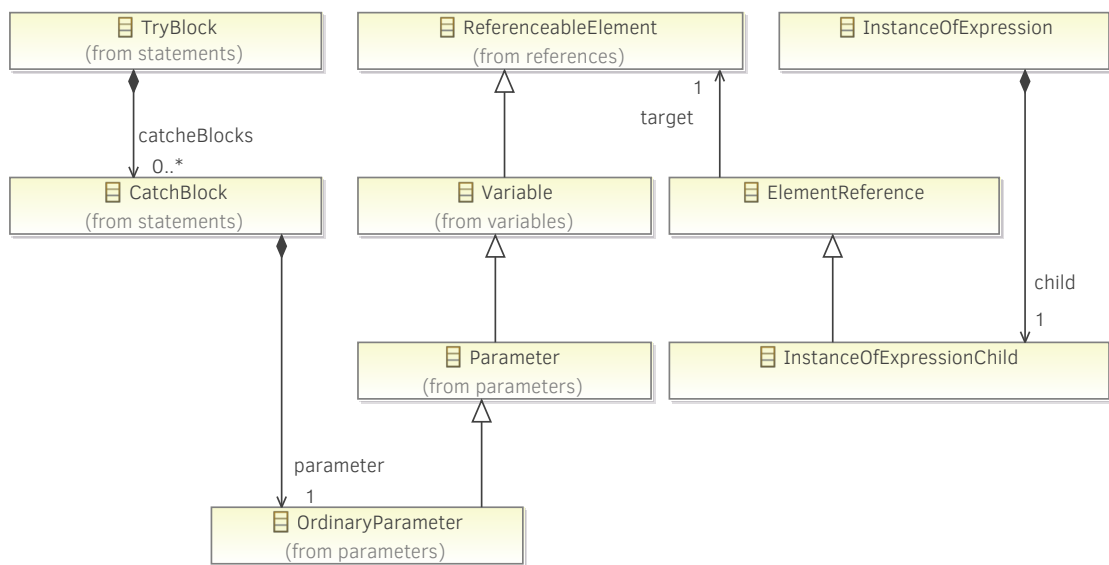 TryBlock
(from statements)
ReferenceableElement
(from references)
InstanceOfExpression
catcheBlocks
0..*
1
target
CatchBlock
(from statements)
Variable
(from variables)
ElementReference
child
1
Parameter
(from parameters)
InstanceOfExpressionChild
parameter
1
OrdinaryParameter
(from parameters)